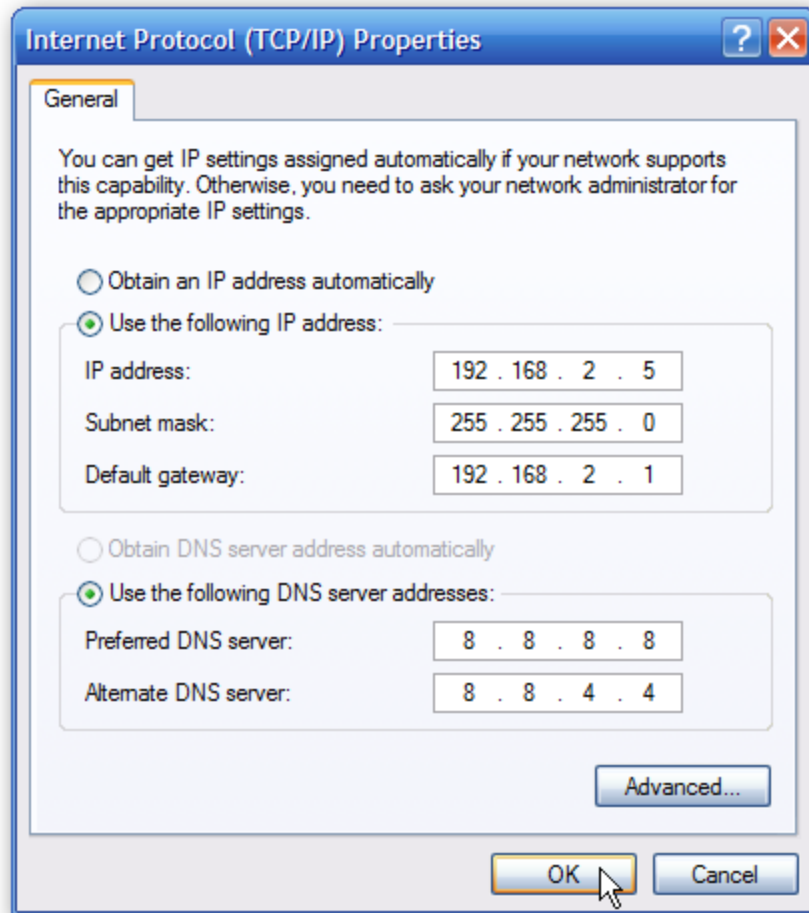 Internet Protocol (TCP/IP) Properties
General
You can get IP settings assigned automatically if your network supports
this capability. Otherwise, you need to ask your network administrator for
the appropriate IP settings.
Obtain an IP address automatically
Use the following IP address:
IP address: 192 . 168 . 2 . 5
Subnet mask: 255 . 255 . 255 . 0
Default gateway: 192 . 168 . 2 . 1
Obtain DNS server address automatically
Use the following DNS server addresses:
Preferred DNS server: 8 . 8 . 8 . 8
Alternate DNS server: 8 . 8 . 4 . 4
Advanced...
OK Cancel